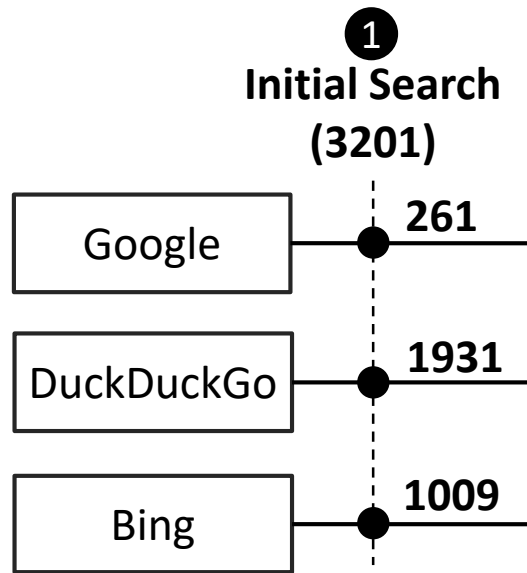 1
Initial Search
(3201)
Google
261
DuckDuckGo
1931
Bing
1009